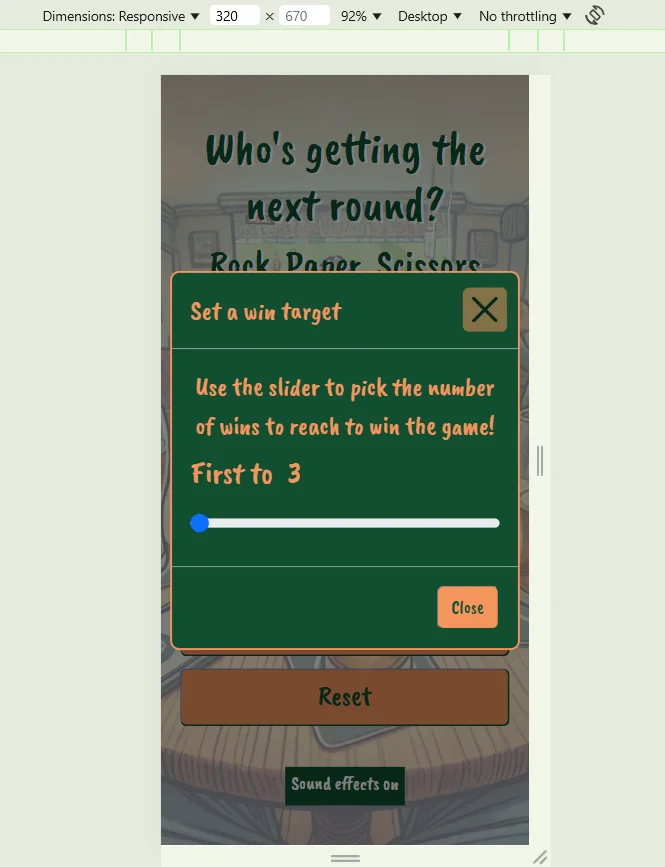 Dimensions: Responsive ▼ 320 × 670 92% ▼ Desktop ▼ No throttling ▼
Who's getting the
next round?
Rock Paper Scissors
Set a win target
Use the slider to pick the number
of wins to reach to win the game!
First to 3
Close
Reset
Sound effects on